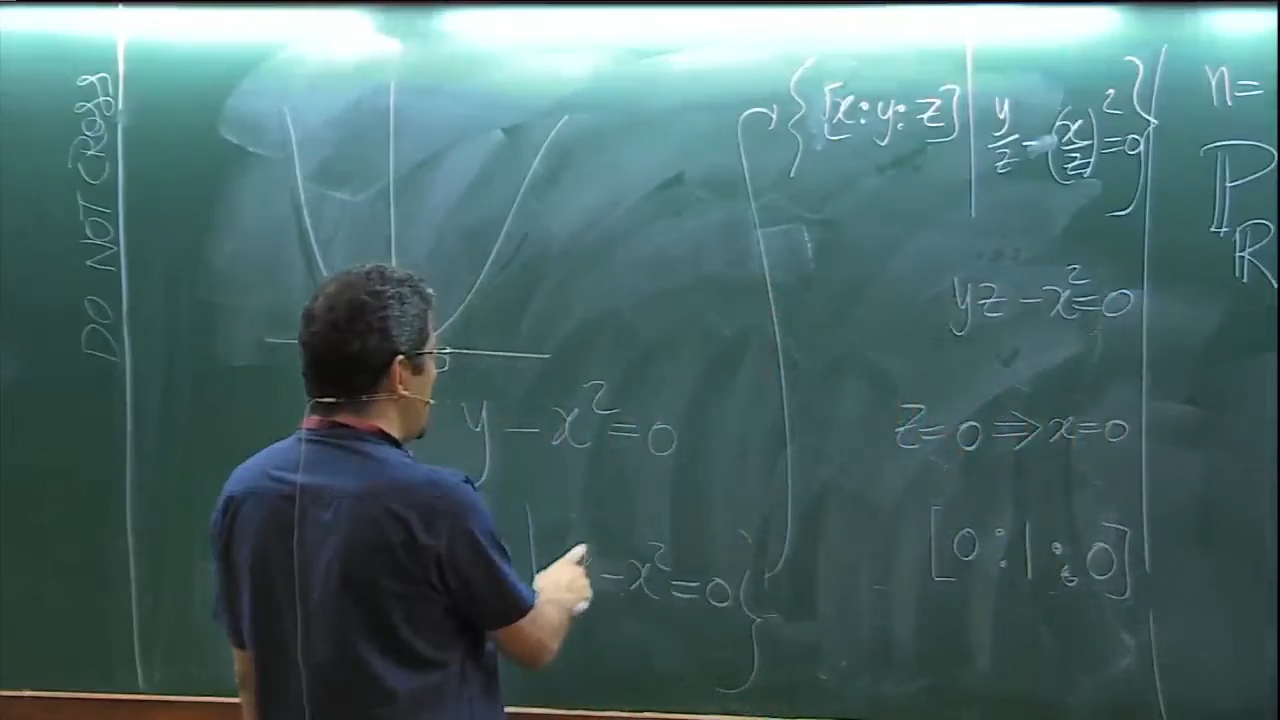 DO NOT CROSS
y - x² = 0
- x² = 0}
{[x:y:z] | y/z - (x/z)² = 0}
yz - x² = 0
z = 0 ⇒ x = 0
[0:1:0]
n=
ℙ
ℝ